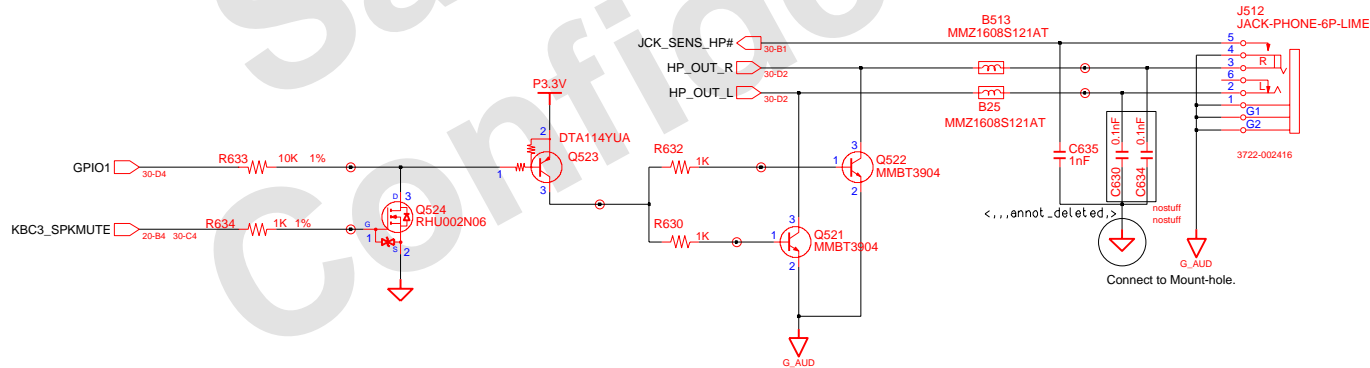 Sa
Confide
B513
MMZ1608S121AT
J512
JACK-PHONE-6P-LIME
JCK_SENS_HP#
30-B1
5
4
HP_OUT_R
30-D2
3
R
6
HP_OUT_L
30-D2
2
L
1
B25
MMZ1608S121AT
G1
G2
3722-002416
P3.3V
2
DTA114YUA
Q523
1
3
GPIO1
30-D4
R633
10K 1%
D
3
Q524
RHU002N06
G
1
S
2
KBC3_SPKMUTE
20-B4 30-C4
R634
1K 1%
R632
1K
1
3
Q522
MMBT3904
2
R630
1K
1
3
Q521
MMBT3904
2
G_AUD
C635
1nF
0.1nF
0.1nF
C630
C634
nostuff
nostuff
<,,,annot_deleted,>
Connect to Mount-hole.
G_AUD